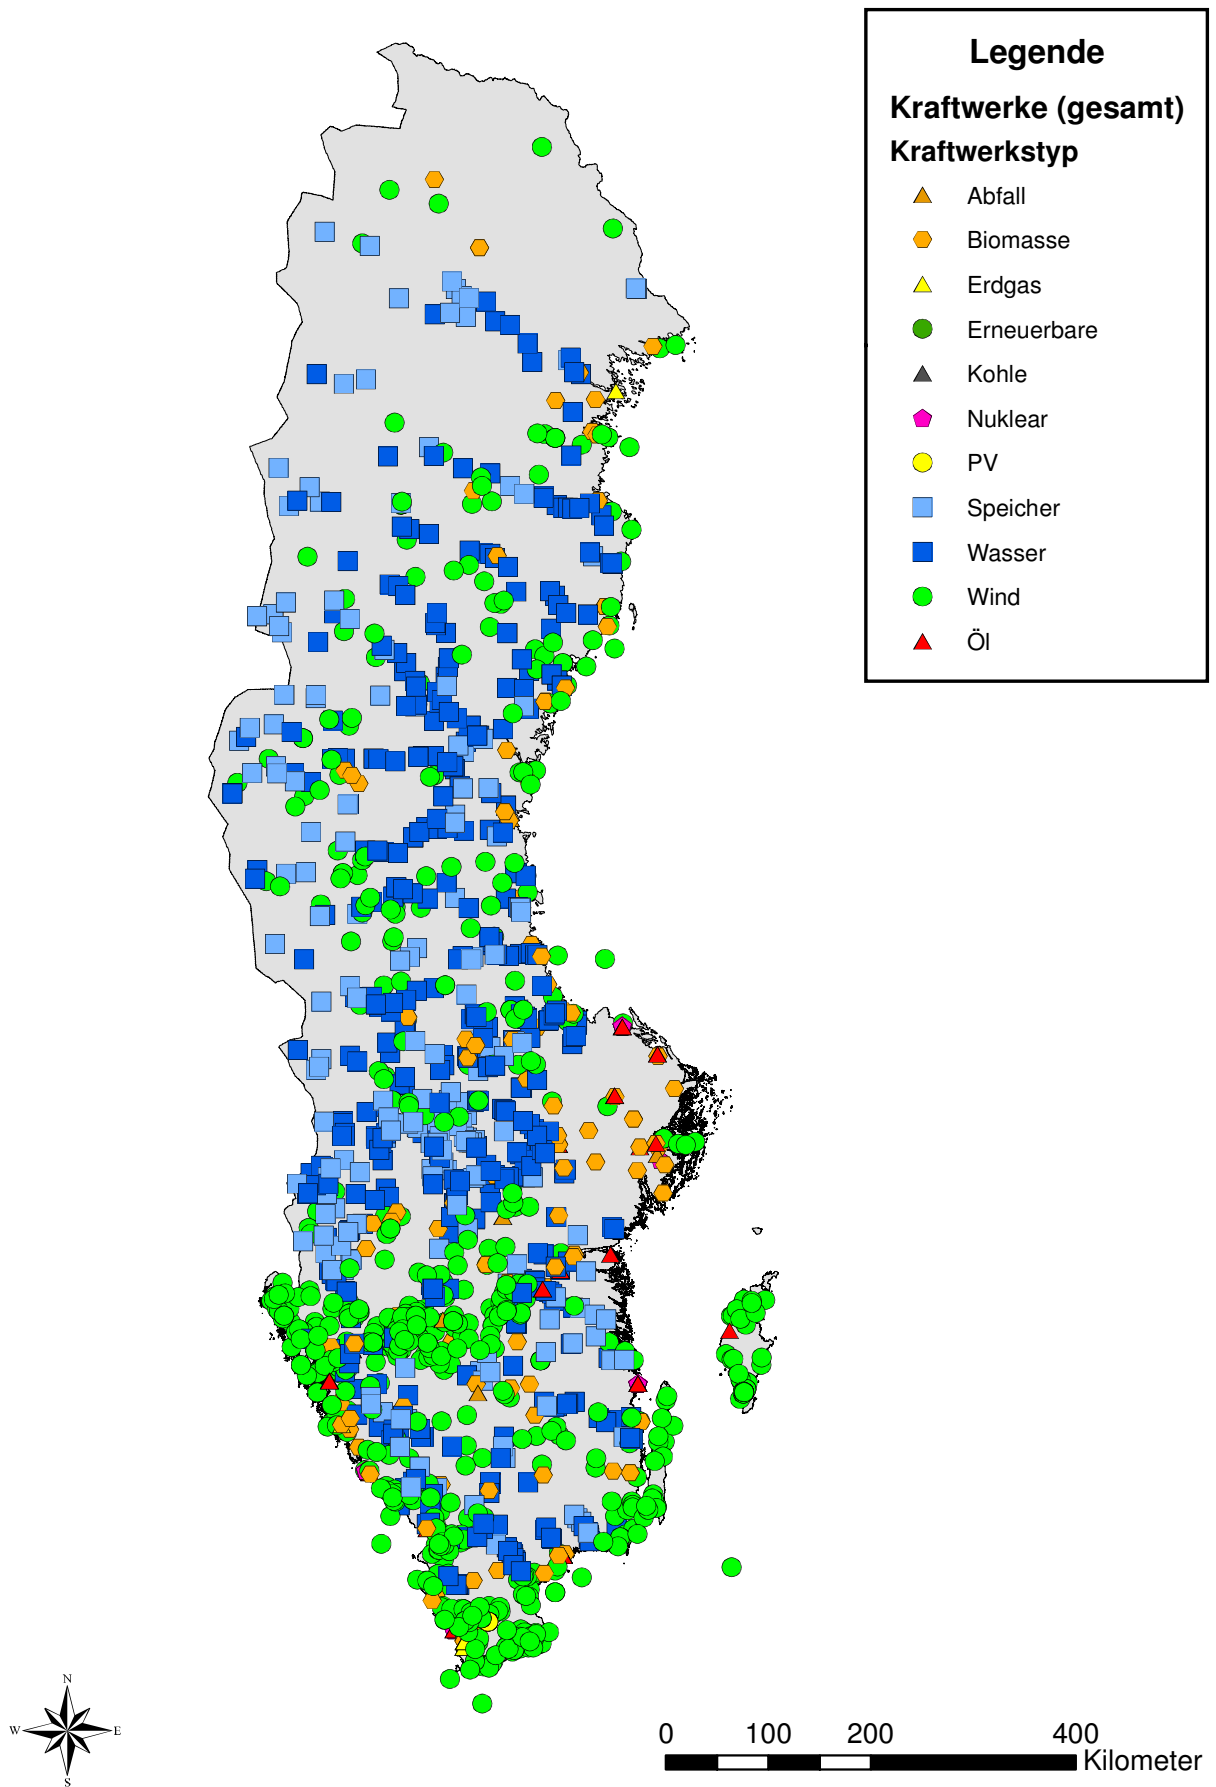 Legende
Kraftwerke (gesamt)
Kraftwerkstyp
Abfall
Biomasse
Erdgas
Erneuerbare
Kohle
Nuklear
PV
Speicher
Wasser
Wind
Öl
N
W E
S
0 100 200 400
Kilometer